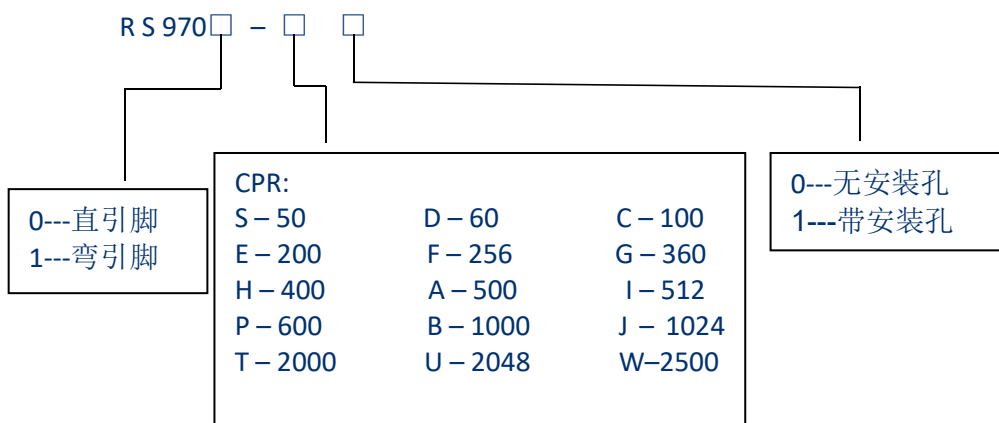 R S 970□ – □ □
0---直引脚
1---弯引脚
CPR:
S – 50 D – 60 C – 100
E – 200 F – 256 G – 360
H – 400 A – 500 I – 512
P – 600 B – 1000 J – 1024
T – 2000 U – 2048 W–2500
0---无安装孔
1---带安装孔